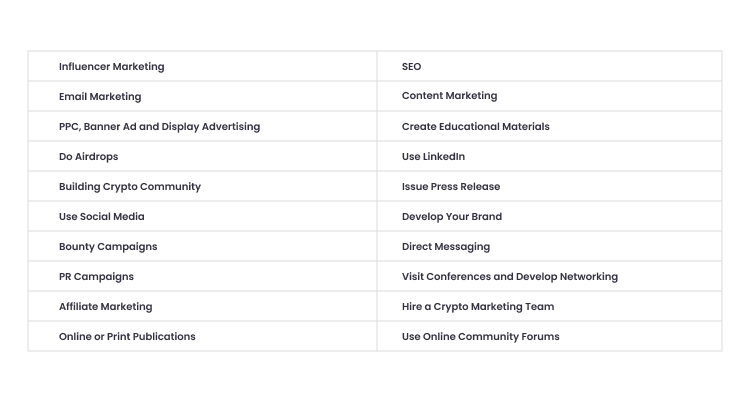 Influencer Marketing
SEO
Email Marketing
Content Marketing
PPC, Banner Ad and Display Advertising
Create Educational Materials
Do Airdrops
Use LinkedIn
Building Crypto Community
Issue Press Release
Use Social Media
Develop Your Brand
Bounty Campaigns
Direct Messaging
PR Campaigns
Visit Conferences and Develop Networking
Affiliate Marketing
Hire a Crypto Marketing Team
Online or Print Publications
Use Online Community Forums